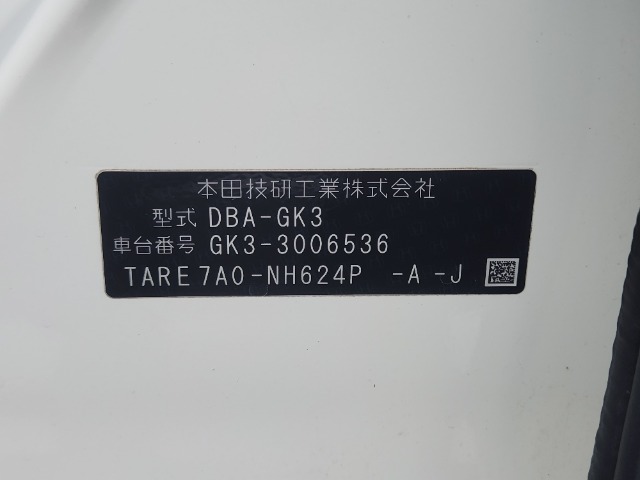 本田技研工業株式会社
型式 DBA-GK3
車台番号 GK3-3006536
TARE7A0-NH624P -A -J